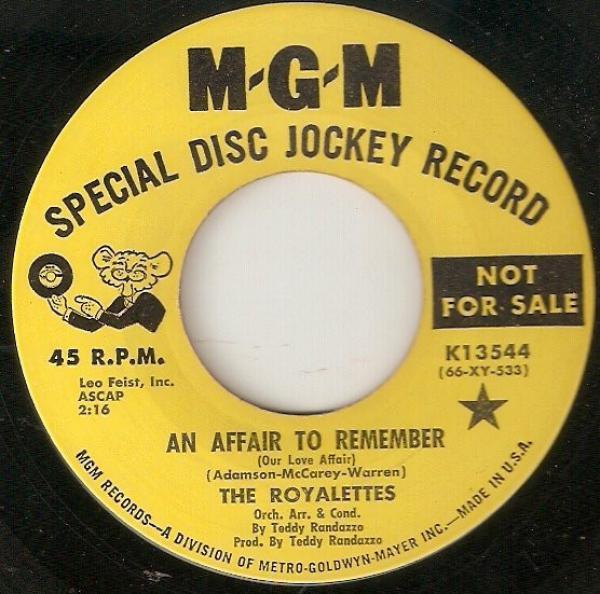 M-G-M
SPECIAL DISC JOCKEY RECORD
NOT
FOR SALE
45 R.P.M.
Leo Feist, Inc.
ASCAP
2:16
K13544
(66-XY-533)
AN AFFAIR TO REMEMBER
(Our Love Affair)
(Adamson-McCarey-Warren)
THE ROYALETTES
Orch. Arr. & Cond.
By Teddy Randazzo
Prod. By Teddy Randazzo
MGM RECORDS—A DIVISION OF METRO-GOLDWYN-MAYER INC.—MADE IN U.S.A.